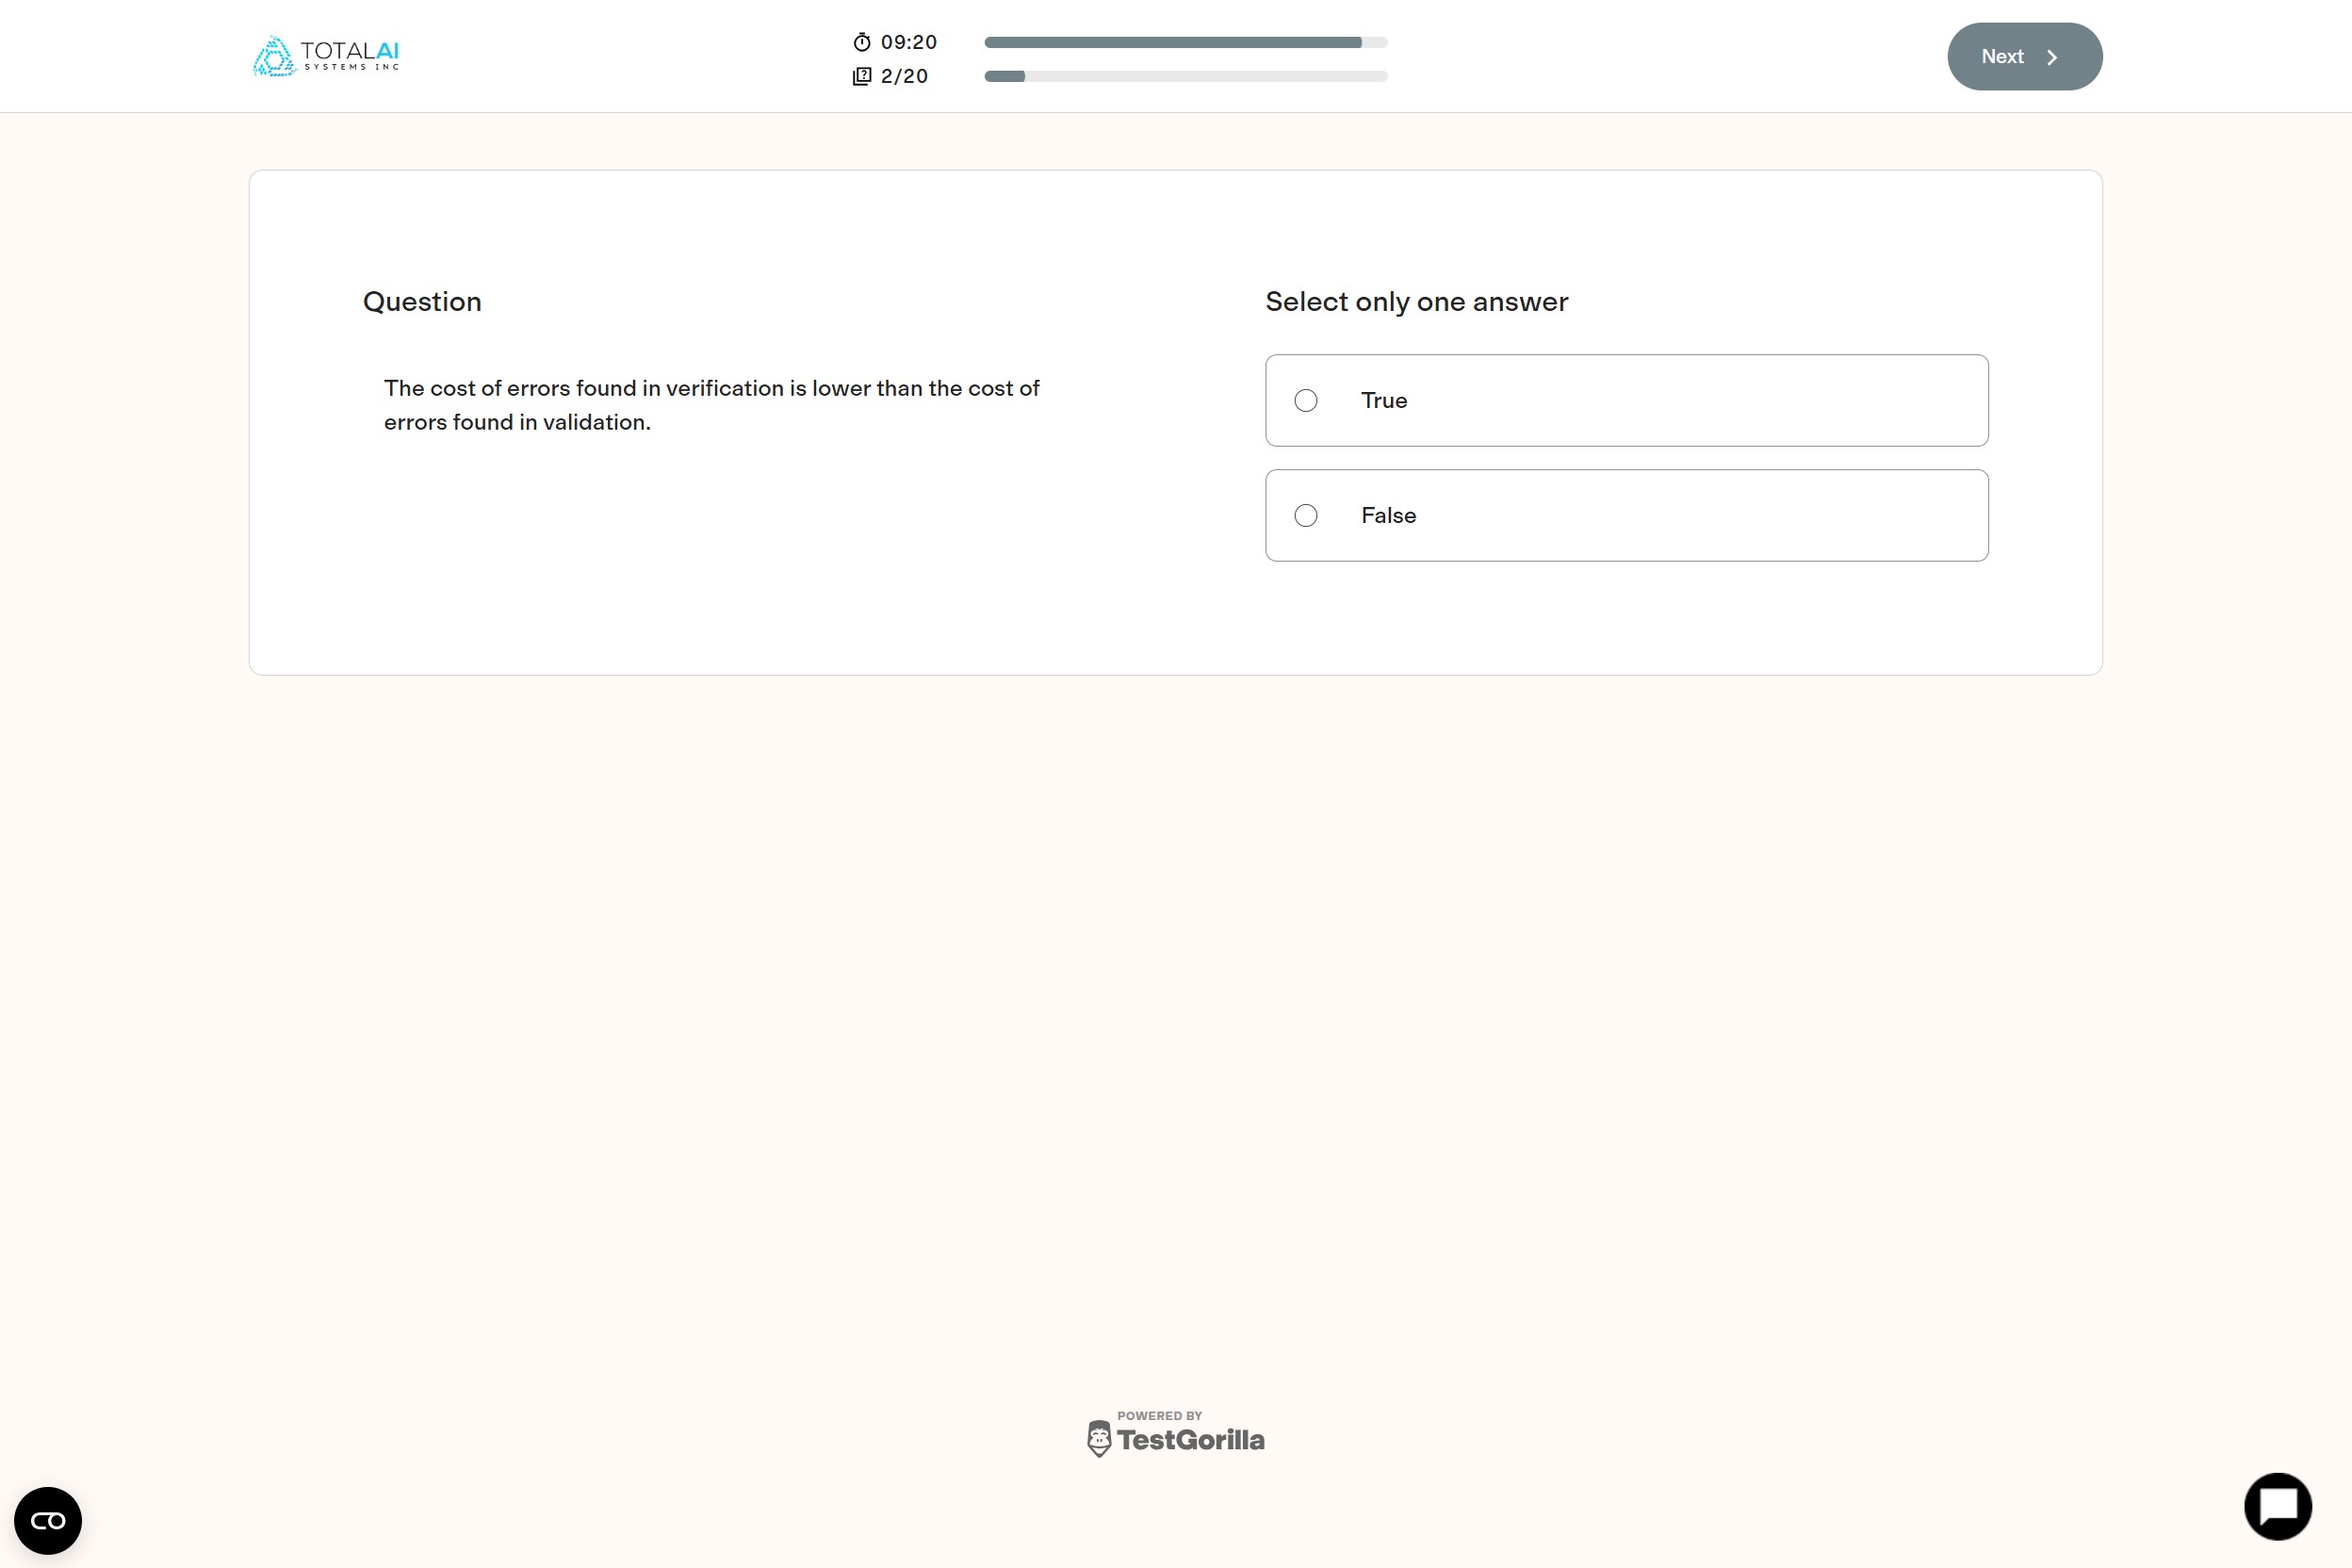 TOTALAI
SYSTEMS INC
09:20
2/20
Next
Question
The cost of errors found in verification is lower than the cost of
errors found in validation.
Select only one answer
True
False
POWERED BY
TestGorilla